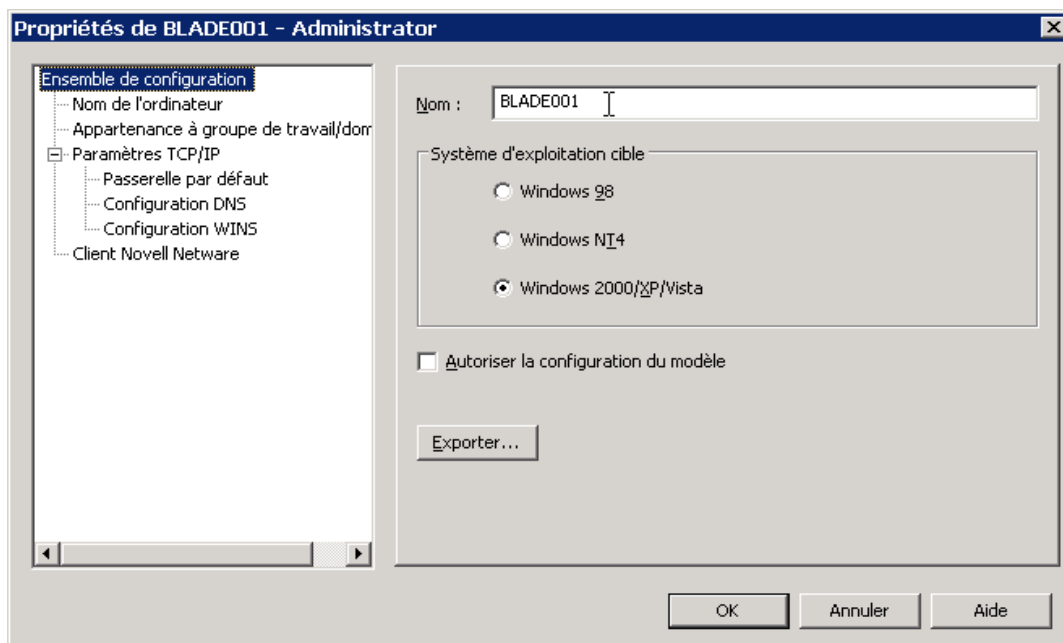 Propriétés de BLADE001 - Administrator
Ensemble de configuration
Nom de l'ordinateur
Appartenance à groupe de travail/dom
Paramètres TCP/IP
Passerelle par défaut
Configuration DNS
Configuration WINS
Client Novell Netware
Nom :
BLADE001
Système d'exploitation cible
Windows 98
Windows NT4
Windows 2000/XP/Vista
Autoriser la configuration du modèle
Exporter...
OK
Annuler
Aide